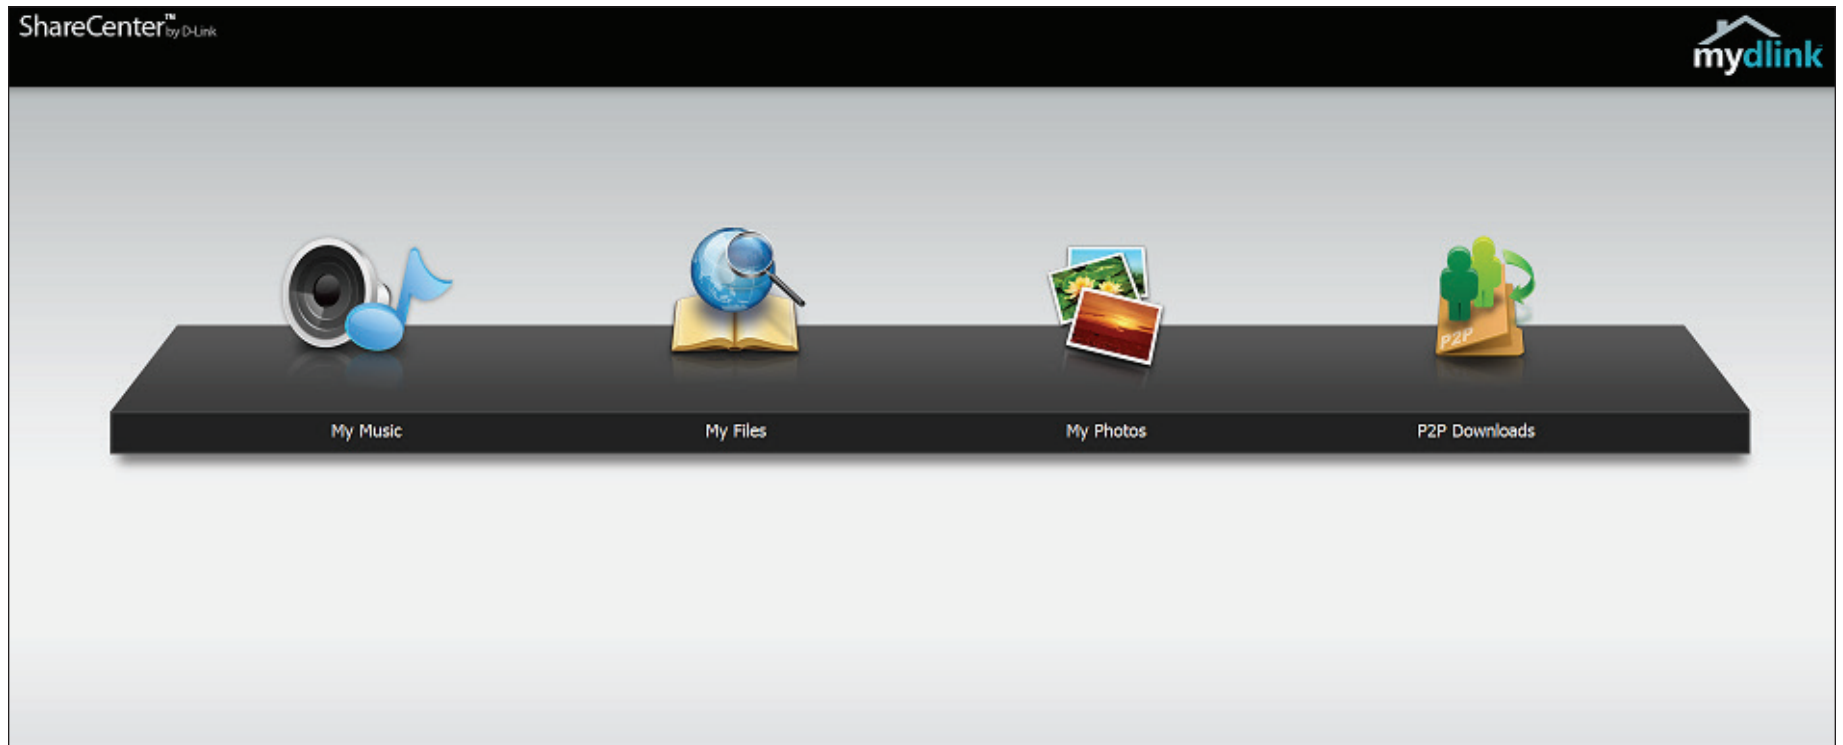 ShareCenter™ by D-Link
mydlink
P2P
My Music
My Files
My Photos
P2P Downloads